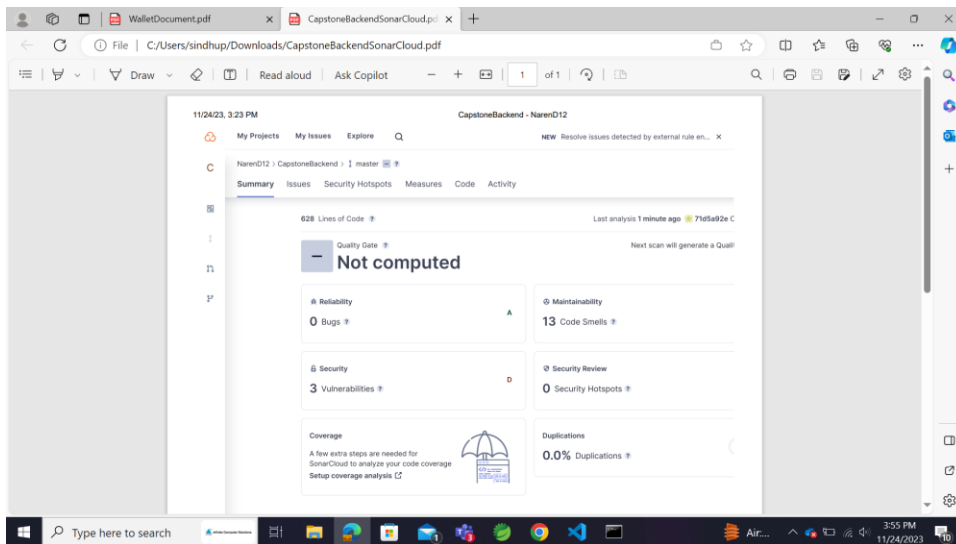 WalletDocument.pdf
CapstoneBackendSonarCloud.pd
File | C:/Users/sindhup/Downloads/CapstoneBackendSonarCloud.pdf
Draw
Read aloud
Ask Copilot
1 of 1
11/24/23, 3:23 PM
CapstoneBackend - NarenD12
My Projects My Issues Explore
NEW Resolve issues detected by external rule en...
C
NarenD12 > CapstoneBackend > master
Summary Issues Security Hotspots Measures Code Activity
628 Lines of Code
Last analysis 1 minute ago 71d5a92e C
Quality Gate
Next scan will generate a Quali
Not computed
Reliability
0 Bugs
A
Maintainability
13 Code Smells
Security
3 Vulnerabilities
D
Security Review
0 Security Hotspots
Coverage
A few extra steps are needed for
SonarCloud to analyze your code coverage
Setup coverage analysis
Duplications
0.0% Duplications
Type here to search
Air...
3:55 PM
11/24/2023